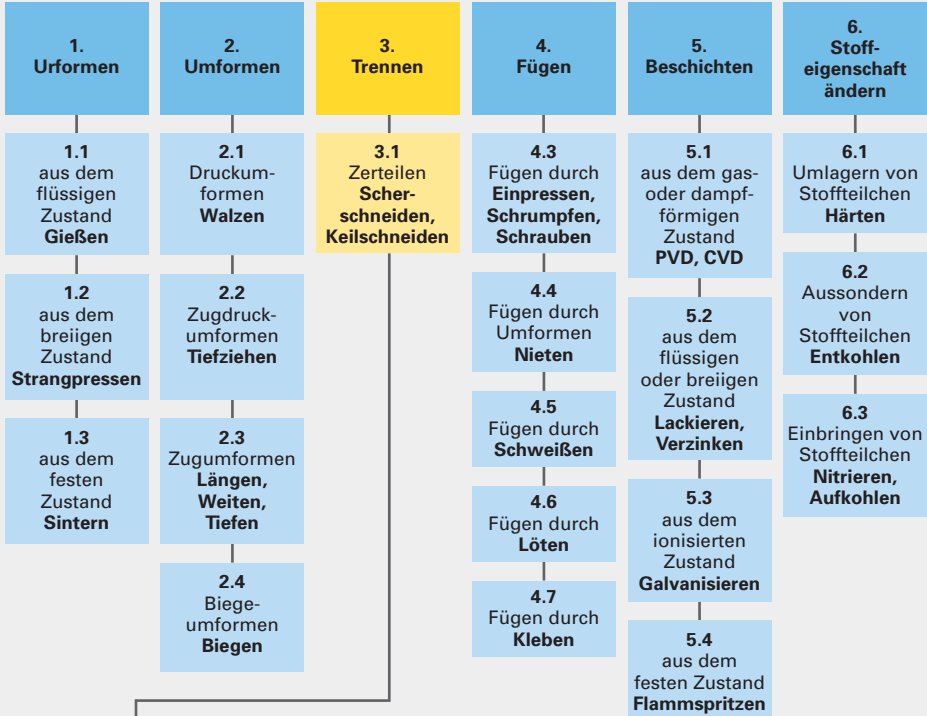 1.
Urformen
2.
Umformen
3.
Trennen
4.
Fügen
5.
Beschichten
6.
Stoff-
eigenschaft
ändern
1.1
aus dem
flüssigen
Zustand
Gießen
1.2
aus dem
breiigen
Zustand
Strangpressen
1.3
aus dem
festen
Zustand
Sintern
2.1
Druckum-
formen
Walzen
2.2
Zugdruck-
umformen
Tiefziehen
2.3
Zugumformen
Längen,
Weiten,
Tiefen
2.4
Biege-
umformen
Biegen
3.1
Zerteilen
Scher-
schneiden,
Keilschneiden
4.3
Fügen durch
Einpressen,
Schrumpfen,
Schrauben
4.4
Fügen durch
Umformen
Nieten
4.5
Fügen durch
Schweißen
4.6
Fügen durch
Löten
4.7
Fügen durch
Kleben
5.1
aus dem gas-
oder dampf-
förmigen
Zustand
PVD, CVD
5.2
aus dem
flüssigen
oder breiigen
Zustand
Lackieren,
Verzinken
5.3
aus dem
ionisierten
Zustand
Galvanisieren
5.4
aus dem
festen Zustand
Flammspritzen
6.1
Umlagern von
Stoffteilchen
Härten
6.2
Aussondern
von
Stoffteilchen
Entkohlen
6.3
Einbringen von
Stoffteilchen
Nitrieren,
Aufkohlen